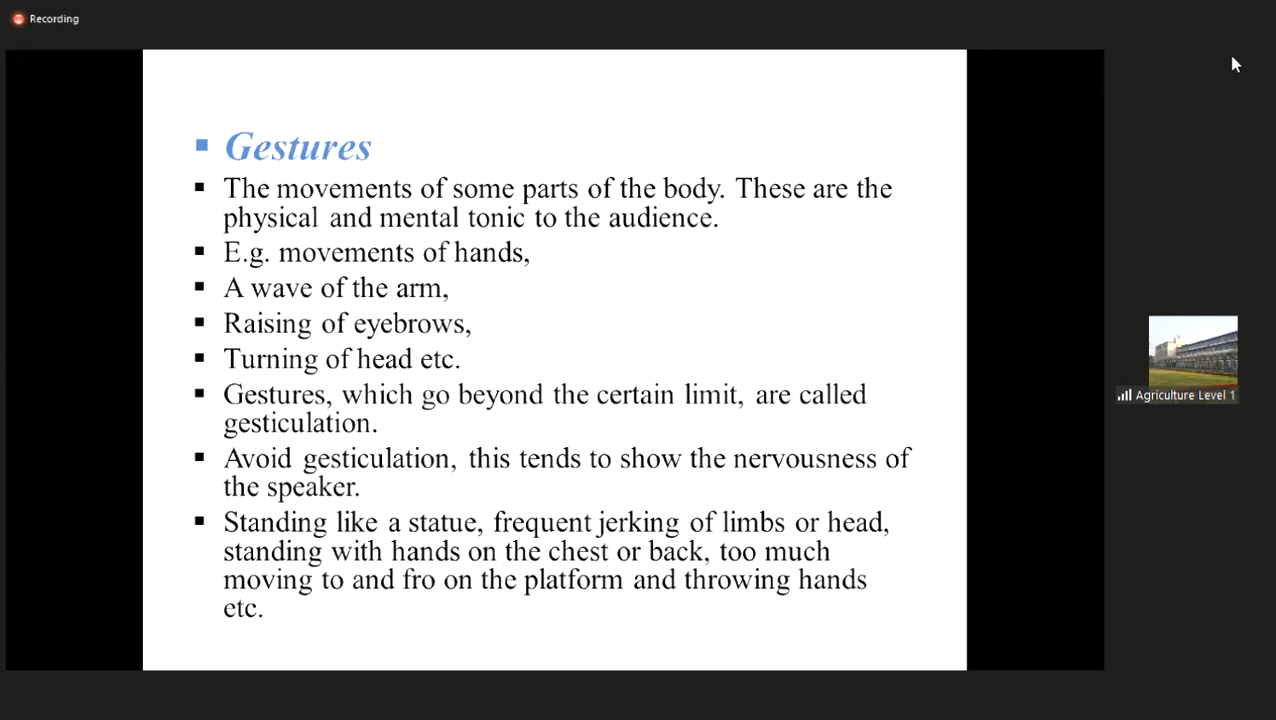 Recording
Gestures
The movements of some parts of the body. These are the
physical and mental tonic to the audience.
E.g. movements of hands,
A wave of the arm,
Raising of eyebrows,
Turning of head etc.
Gestures, which go beyond the certain limit, are called
gesticulation.
Avoid gesticulation, this tends to show the nervousness of
the speaker.
Standing like a statue, frequent jerking of limbs or head,
standing with hands on the chest or back, too much
moving to and fro on the platform and throwing hands
etc.
Agriculture Level 1